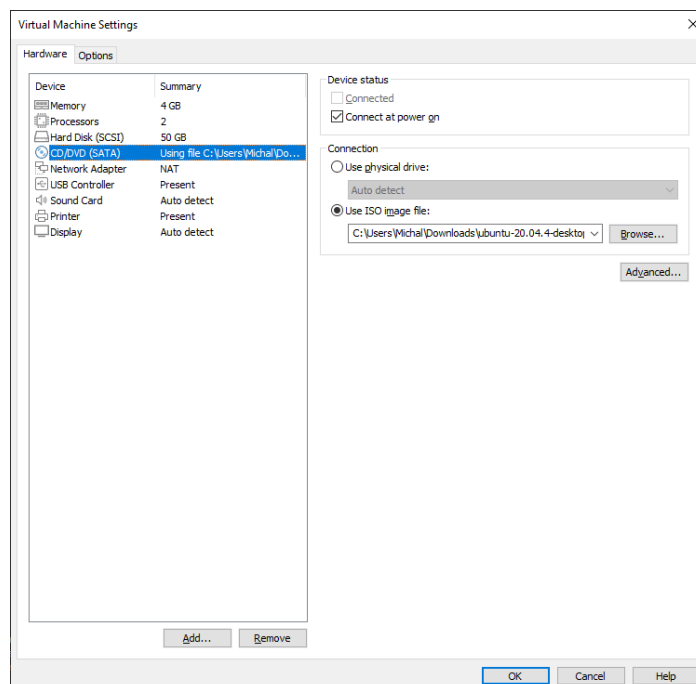 Virtual Machine Settings
Hardware Options
Device Summary
Memory 4 GB
Processors 2
Hard Disk (SCSI) 50 GB
CD/DVD (SATA) Using file C:\Users\Michal\Do...
Network Adapter NAT
USB Controller Present
Sound Card Auto detect
Printer Present
Display Auto detect
Add... Remove
Device status
Connected
Connect at power on
Connection
Use physical drive:
Auto detect
Use ISO image file:
C:\Users\Michal\Downloads\ubuntu-20.04.4-desktop Browse...
Advanced...
OK Cancel Help